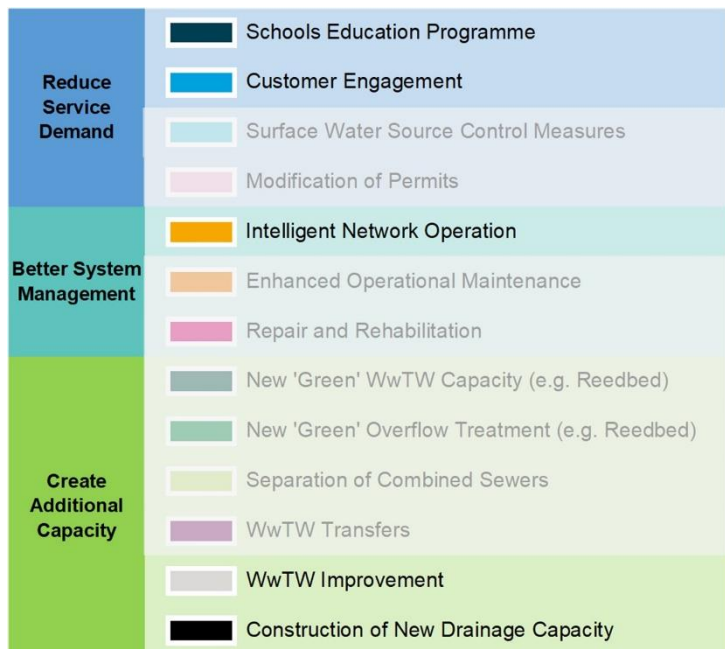 Reduce
Service
Demand
Schools Education Programme
Customer Engagement
Surface Water Source Control Measures
Modification of Permits
Better System
Management
Intelligent Network Operation
Enhanced Operational Maintenance
Repair and Rehabilitation
Create
Additional
Capacity
New 'Green' WwTW Capacity (e.g. Reedbed)
New 'Green' Overflow Treatment (e.g. Reedbed)
Separation of Combined Sewers
WwTW Transfers
WwTW Improvement
Construction of New Drainage Capacity